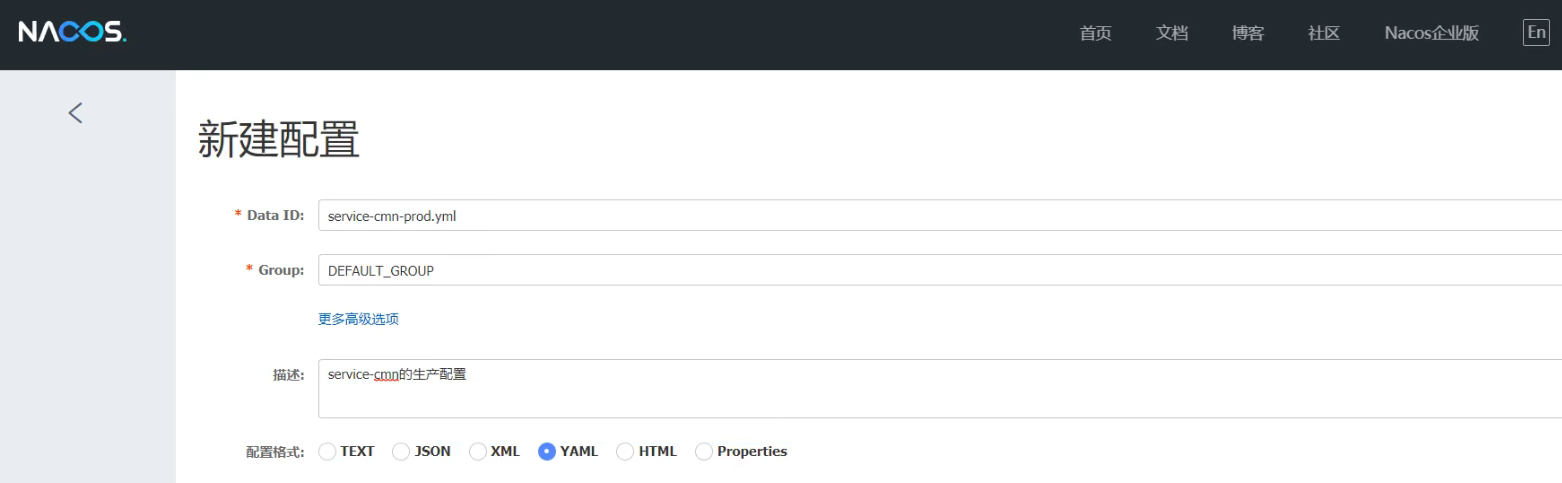 NACOS.
首页 文档 博客 社区 Nacos企业版 En
新建配置
* Data ID: service-cmn-prod.yml
* Group: DEFAULT_GROUP
更多高级选项
描述: service-cmn的生产配置
配置格式: TEXT JSON XML YAML HTML Properties